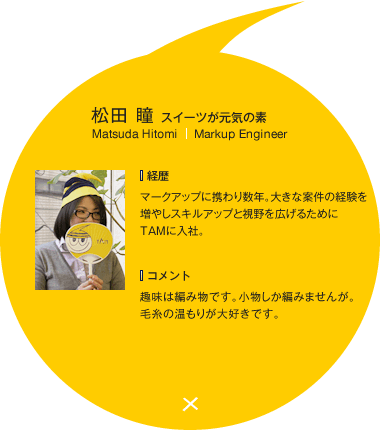 松田 瞳 スイーツが元気の素
Matsuda Hitomi | Markup Engineer
経歴
マークアップに携わり数年。大きな案件の経験を
増やしスキルアップと視野を広げるために
TAMに入社。
コメント
趣味は編み物です。小物しか編みませんが。
毛糸の温もりが大好きです。